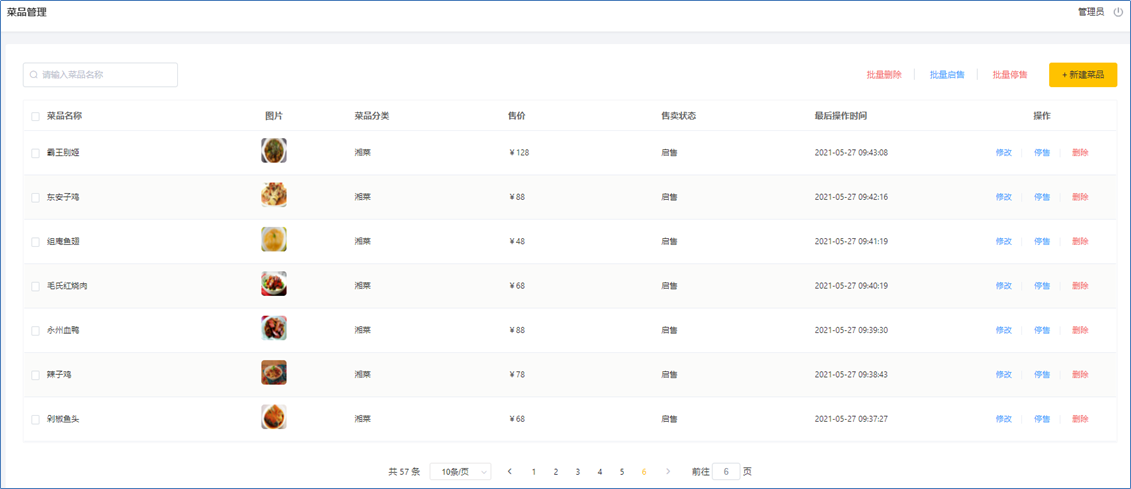 菜品管理 管理员
请输入菜品名称 批量删除 批量启售 批量停售 + 新建菜品
菜品名称 图片 菜品分类 售价 售卖状态 最后操作时间 操作
霸王别姬 湘菜 ¥128 启售 2021-05-27 09:43:08 修改 停售 删除
东安子鸡 湘菜 ¥88 启售 2021-05-27 09:42:16 修改 停售 删除
组庵鱼翅 湘菜 ¥48 启售 2021-05-27 09:41:19 修改 停售 删除
毛氏红烧肉 湘菜 ¥68 启售 2021-05-27 09:40:19 修改 停售 删除
永州血鸭 湘菜 ¥88 启售 2021-05-27 09:39:30 修改 停售 删除
辣子鸡 湘菜 ¥78 启售 2021-05-27 09:38:43 修改 停售 删除
剁椒鱼头 湘菜 ¥68 启售 2021-05-27 09:37:27 修改 停售 删除
共 57 条 10条/页 < 1 2 3 4 5 6 > 前往 6 页